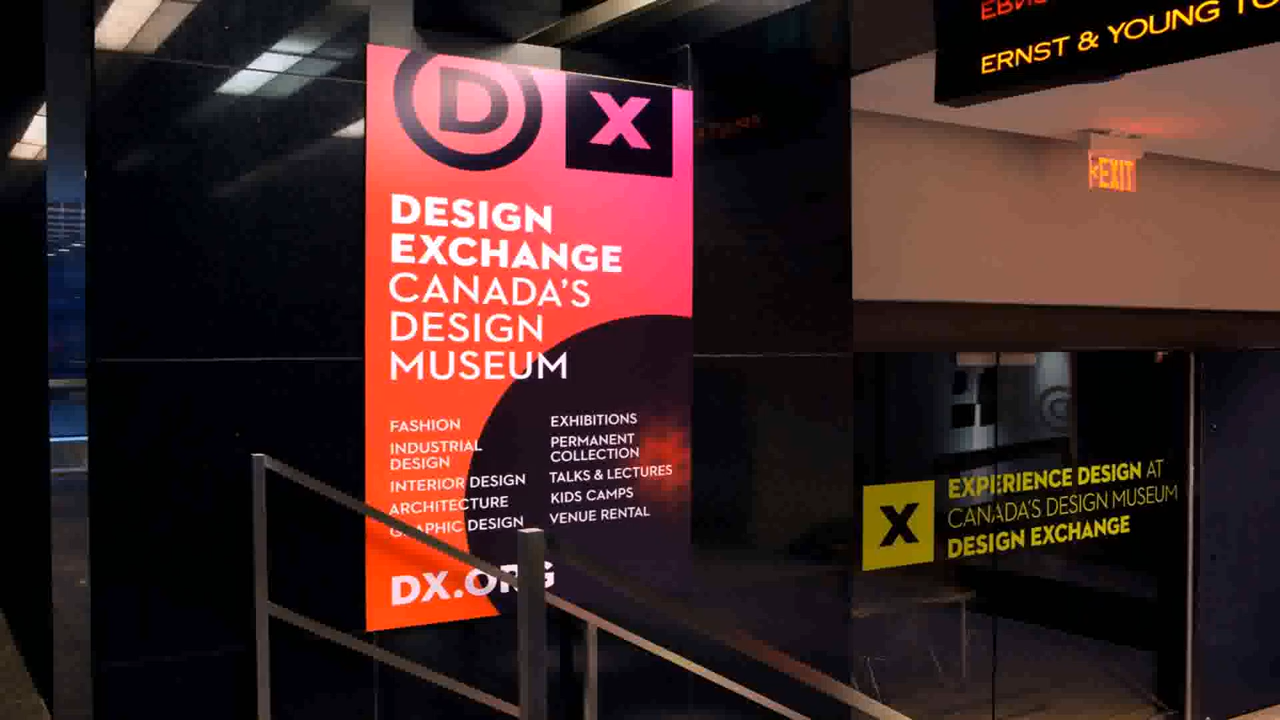 D X
DESIGN
EXCHANGE
CANADA'S
DESIGN
MUSEUM
FASHION
INDUSTRIAL
DESIGN
INTERIOR DESIGN
ARCHITECTURE
GRAPHIC DESIGN
EXHIBITIONS
PERMANENT
COLLECTION
TALKS & LECTURES
KIDS CAMPS
VENUE RENTAL
DX.ORG
ERNST & YOUNG TO
EXIT
X
EXPERIENCE DESIGN AT
CANADA'S DESIGN MUSEUM
DESIGN EXCHANGE